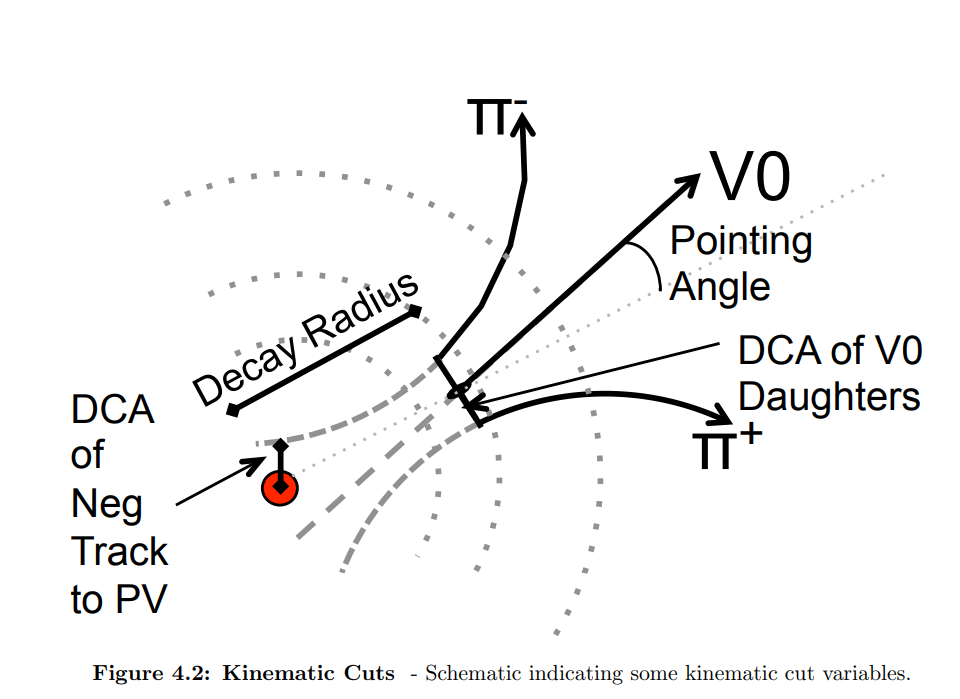 π-
V0
Pointing
Angle
Decay Radius
DCA of V0
Daughters
π+
DCA
of
Neg
Track
to PV
Figure 4.2: Kinematic Cuts - Schematic indicating some kinematic cut variables.